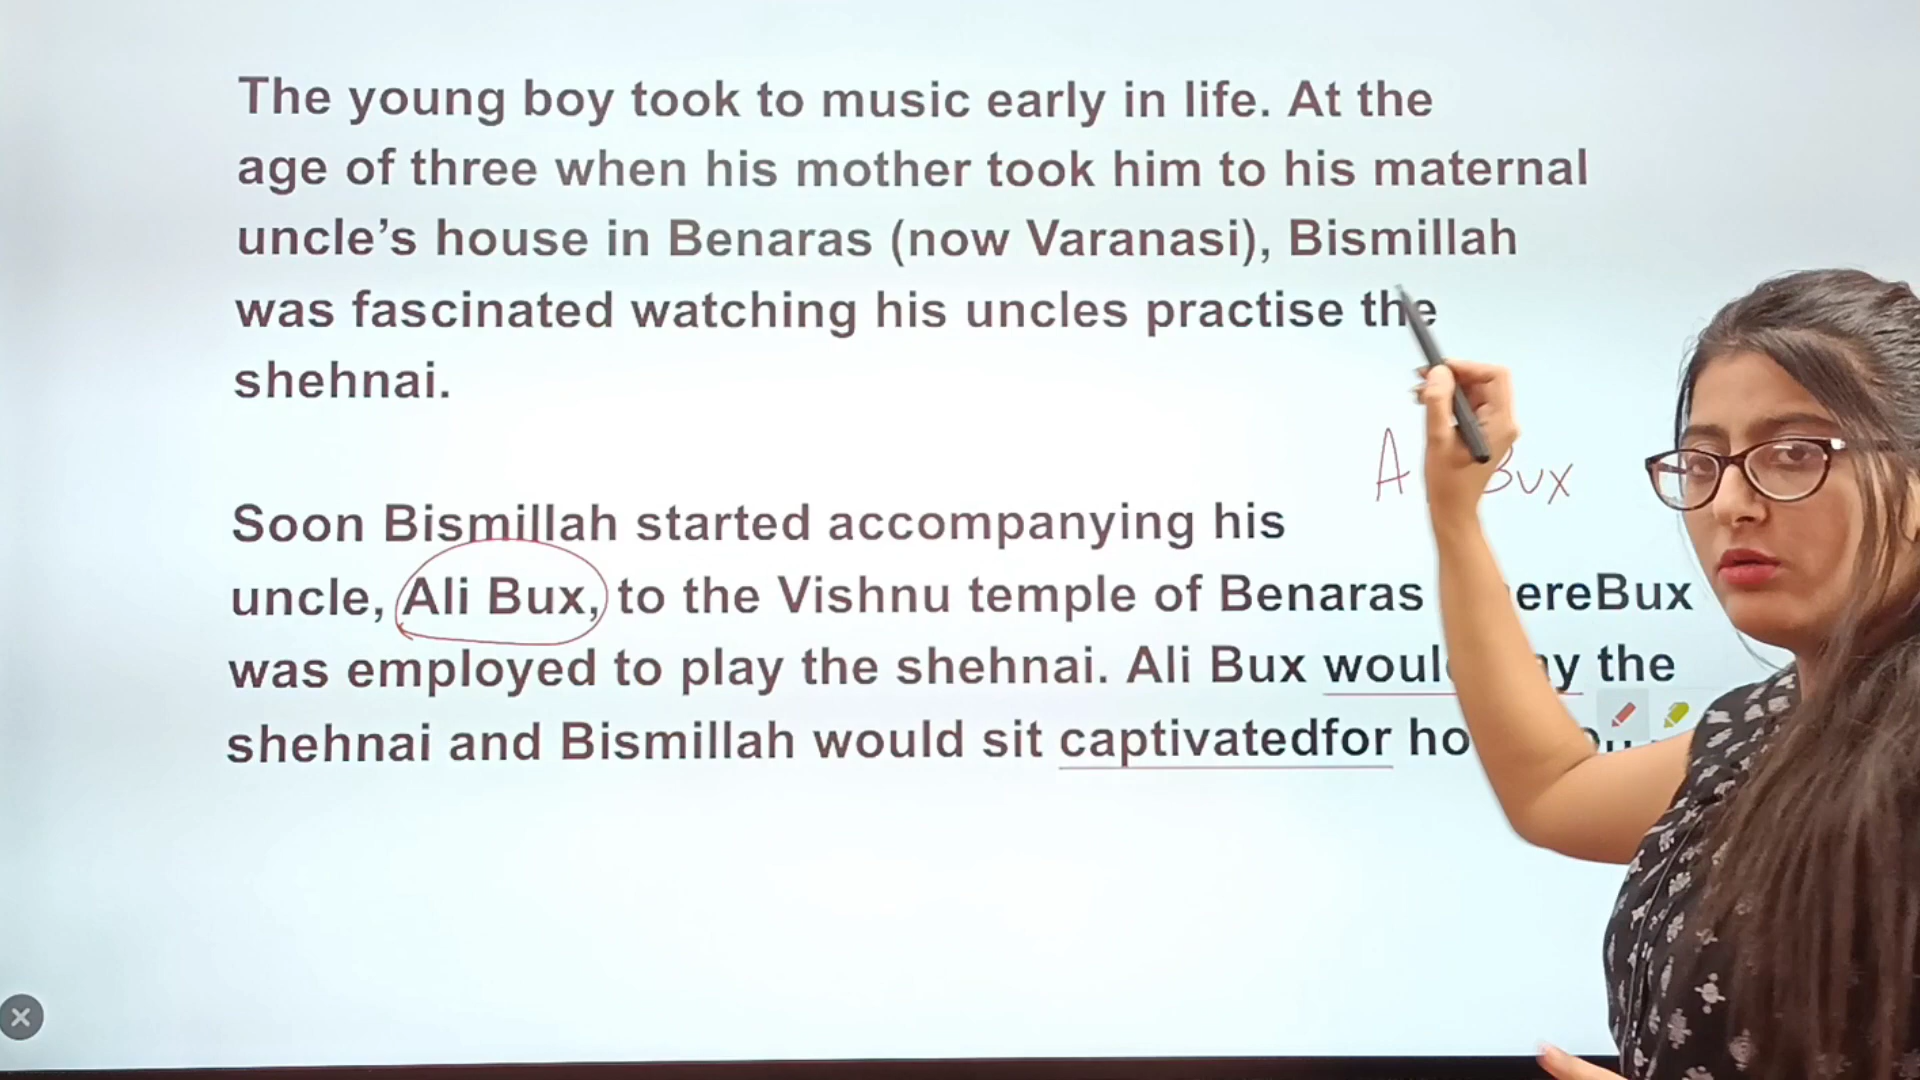 The young boy took to music early in life. At the
age of three when his mother took him to his maternal
uncle’s house in Benaras (now Varanasi), Bismillah
was fascinated watching his uncles practise the
shehnai.
A Bux
Soon Bismillah started accompanying his
uncle, Ali Bux, to the Vishnu temple of Benaras ereBux
was employed to play the shehnai. Ali Bux the
shehnai and Bismillah would sit captivatedfor